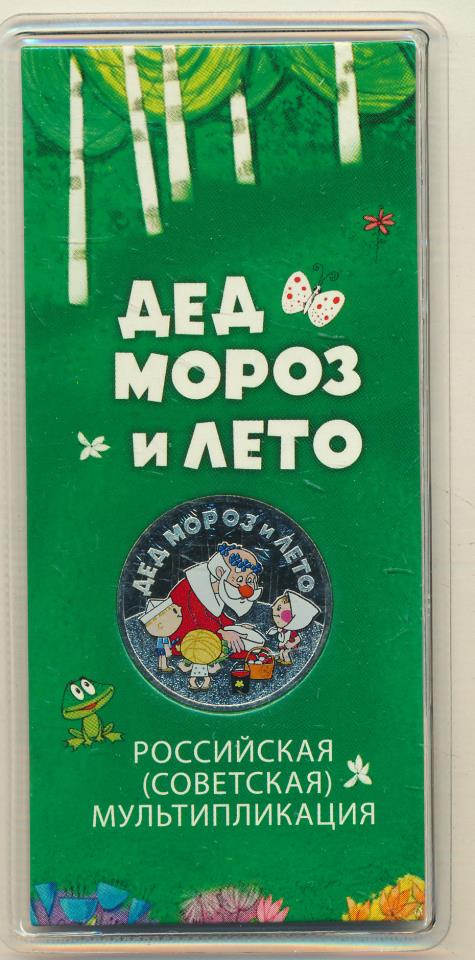 ДЕД
МОРОЗ
И ЛЕТО
ДЕД МОРОЗ И ЛЕТО
РОССИЙСКАЯ
(СОВЕТСКАЯ)
МУЛЬТИПЛИКАЦИЯ